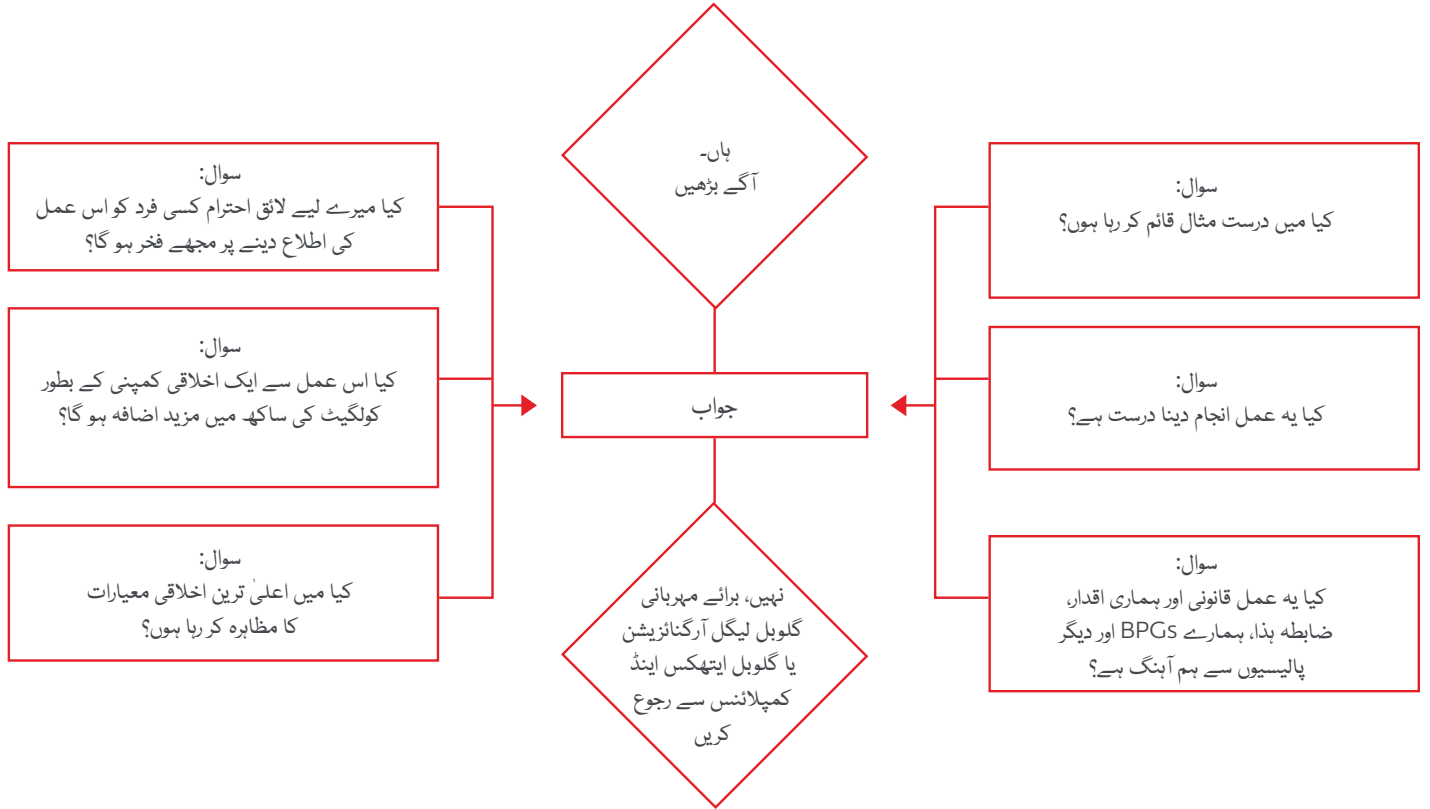 ہاں۔
آگے بڑھیں
سوال:
کیا میں درست مثال قائم کر رہا ہوں؟
سوال:
کیا یہ عمل انجام دینا درست ہے؟
سوال:
کیا یہ عمل قانونی اور ہماری اقدار،
ضابطہ ہذا، ہمارے BPGs اور دیگر
پالیسیوں سے ہم آہنگ ہے؟
سوال:
کیا میرے لیے لائق احترام کسی فرد کو اس عمل
کی اطلاع دینے پر مجھے فخر ہو گا؟
سوال:
کیا اس عمل سے ایک اخلاقی کمپنی کے بطور
کولگیٹ کی ساکھ میں مزید اضافہ ہو گا؟
سوال:
کیا میں اعلیٰ ترین اخلاقی معیارات
کا مظاہرہ کر رہا ہوں؟
جواب
نہیں، برائے مہربانی
گلوبل لیگل آرگنائزیشن
یا گلوبل ایتھکس اینڈ
کمپلائنس سے رجوع
کریں